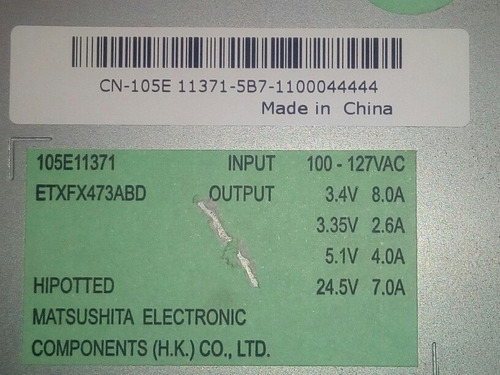 CN-105E 11371-5B7-1100044444
Made in China
105E11371 INPUT 100 - 127VAC
ETXFX473ABD OUTPUT 3.4V 8.0A
3.35V 2.6A
5.1V 4.0A
HIPOTTED 24.5V 7.0A
MATSUSHITA ELECTRONIC
COMPONENTS (H.K.) CO., LTD.